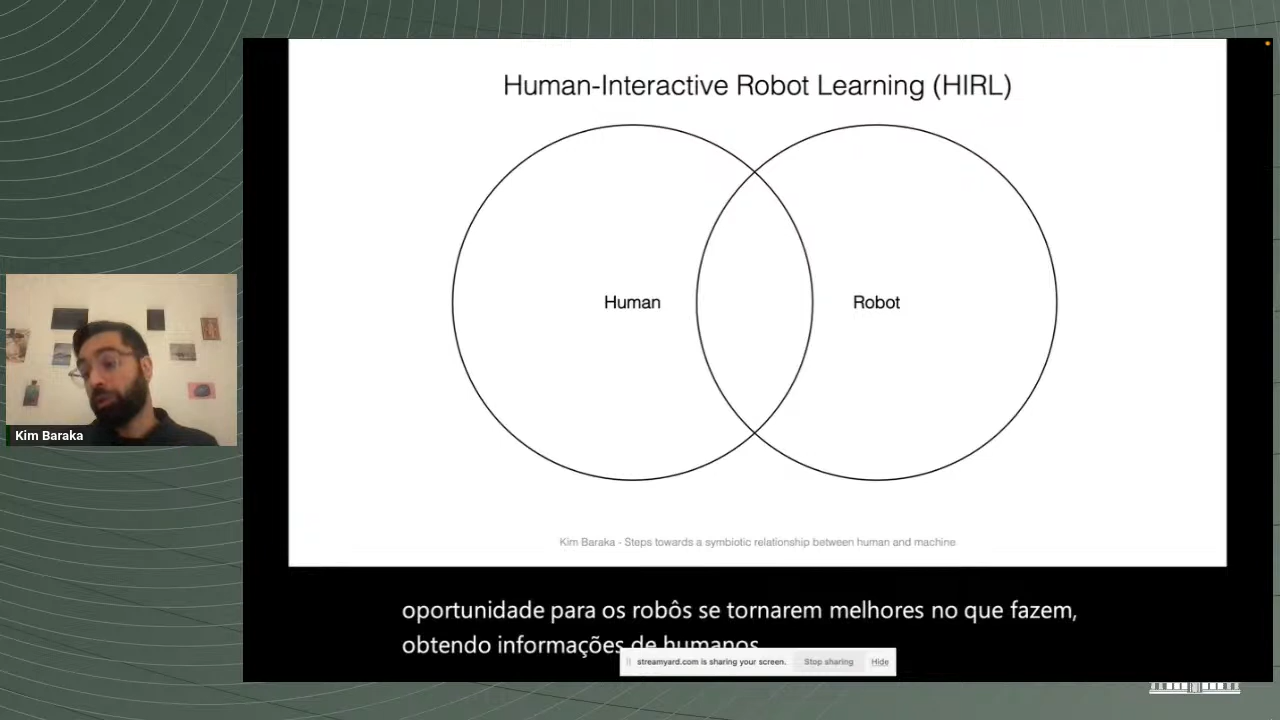 Human-Interactive Robot Learning (HIRL)
Human
Robot
Kim Baraka
Kim Baraka - Steps towards a symbiotic relationship between human and machine
oportunidade para os robôs se tornarem melhores no que fazem,
obtendo informações de humanos
streamyard.com is sharing your screen.
Stop sharing
Hide